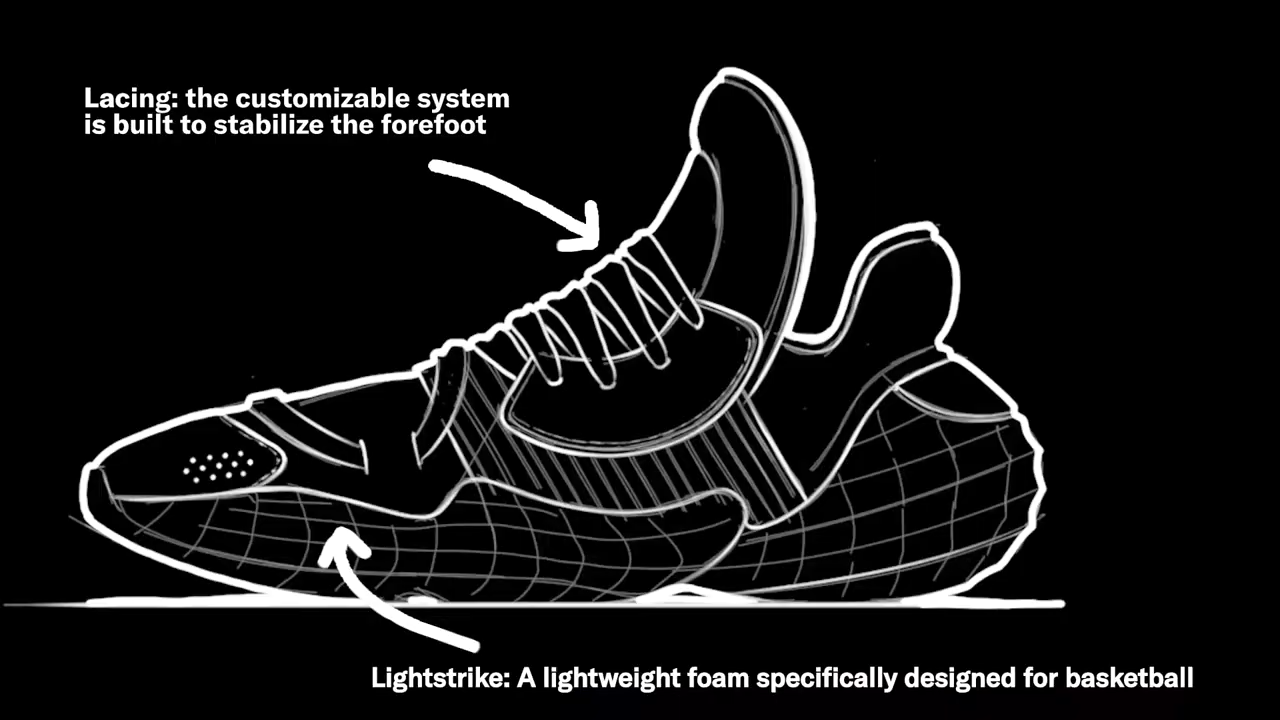 Lacing: the customizable system
is built to stabilize the forefoot
Lightstrike: A lightweight foam specifically designed for basketball